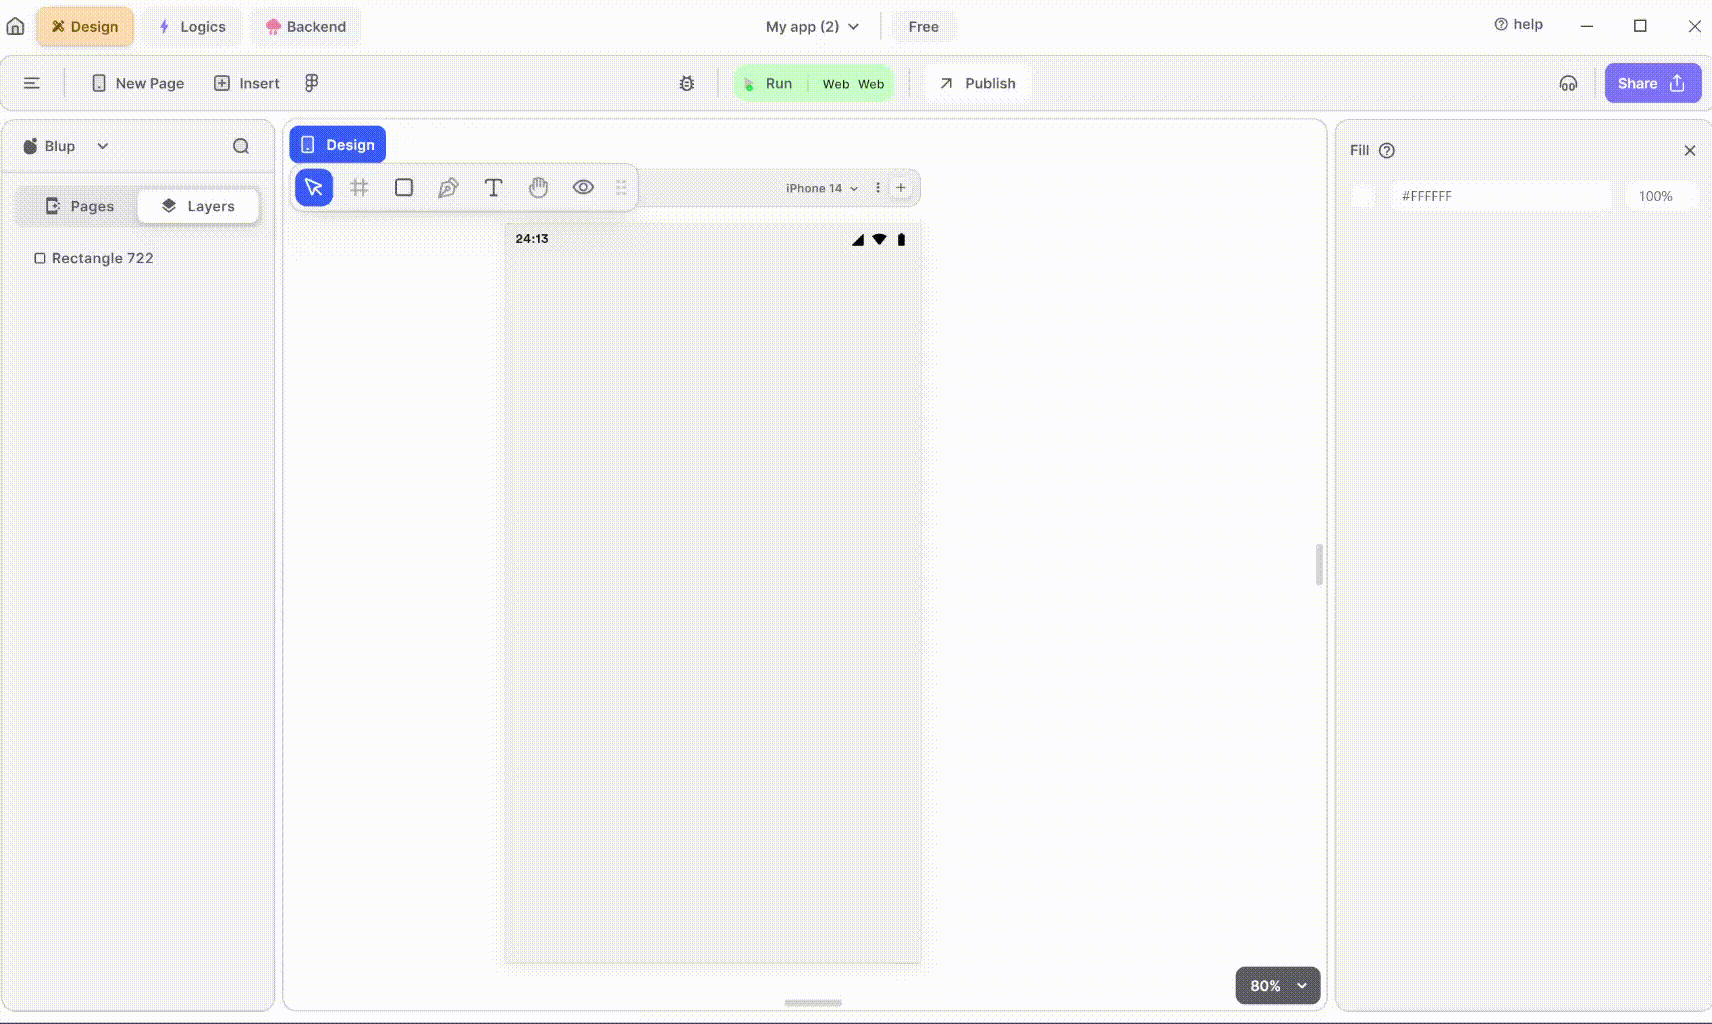 Design Logics Backend My app (2) Free help
New Page Insert Run Web Web Publish Share
Blup
Pages Layers
Rectangle 722
Design
iPhone 14
24:13
80%
Fill
#FFFFFF 100%